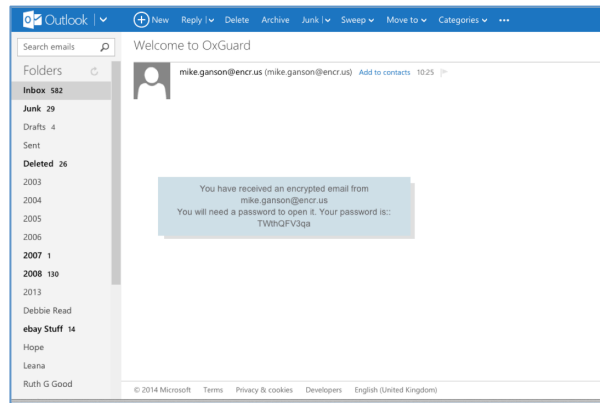 Outlook
New Reply Delete Archive Junk Sweep Move to Categories •••
Search emails
Welcome to OxGuard
Folders
mike.ganson@encr.us (mike.ganson@encr.us) Add to contacts 10:25
Inbox 582
Junk 29
Drafts 4
Sent
Deleted 26
2003
2004
2005
2006
2007 1
2008 130
2013
Debbie Read
ebay Stuff 14
Hope
Leana
Ruth G Good
You have received an encrypted email from
mike.ganson@encr.us
You will need a password to open it. Your password is::
TWthQFV3qa
© 2014 Microsoft Terms Privacy & cookies Developers English (United Kingdom)